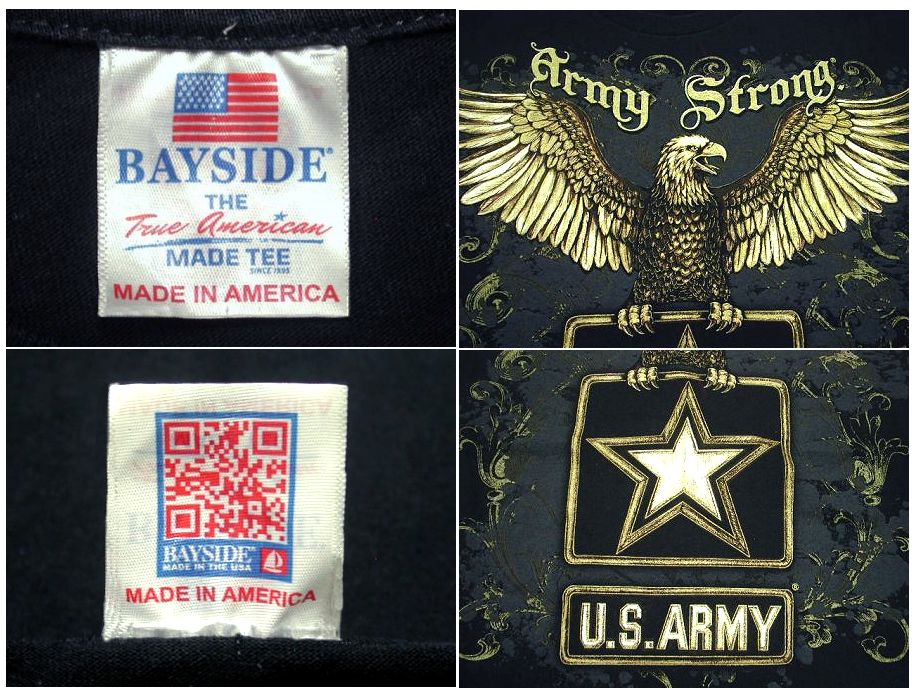 BAYSIDE®
THE
True American
MADE TEE
SINCE 1995
MADE IN AMERICA
Army Strong.
BAYSIDE®
MADE IN THE USA
MADE IN AMERICA
U.S.ARMY®